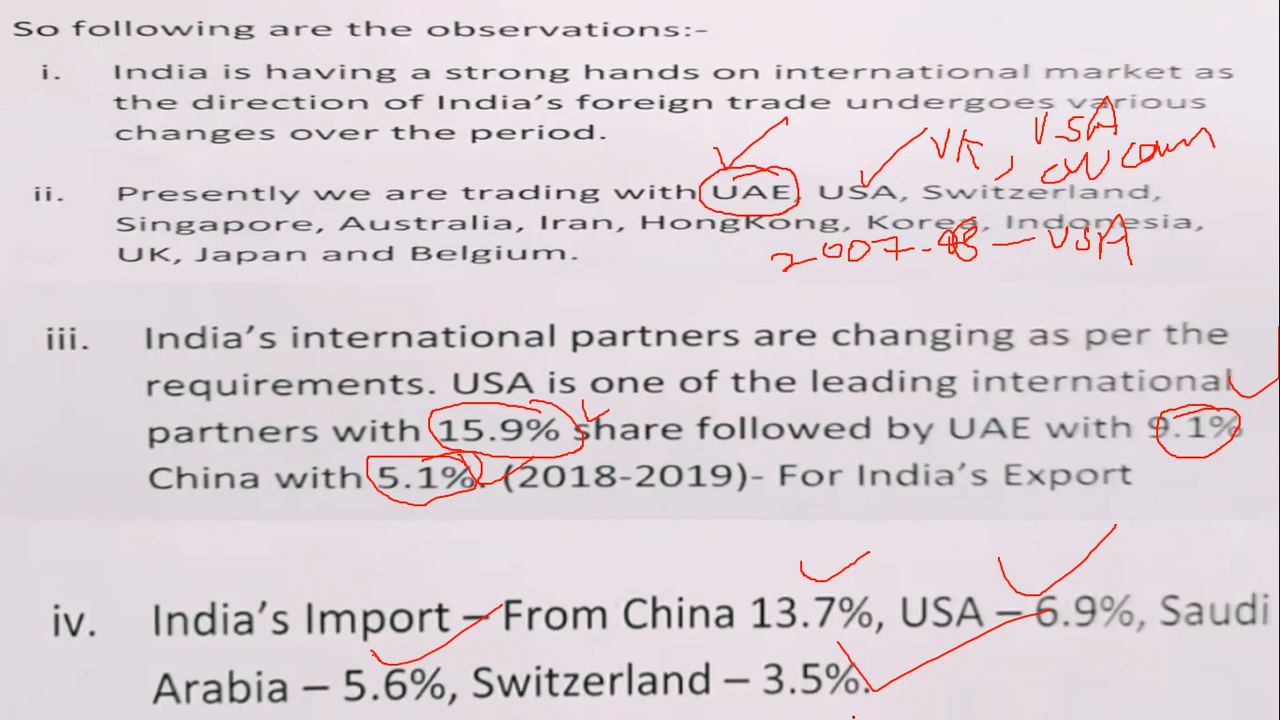 So following are the observations:-
i. India is having a strong hands on international market as
the direction of India's foreign trade undergoes various
changes over the period.
UK, USA
ii. Presently we are trading with UAE, USA, Switzerland,
Singapore, Australia, Iran, HongKong, Korea, Indonesia,
2007-08 — USA
UK, Japan and Belgium.
iii. India's international partners are changing as per the
requirements. USA is one of the leading international
partners with 15.9% share followed by UAE with 9.1%
China with 5.1%. (2018-2019)- For India's Export
iv. India's Import – From China 13.7%, USA – 6.9%, Saudi
Arabia – 5.6%, Switzerland – 3.5%.